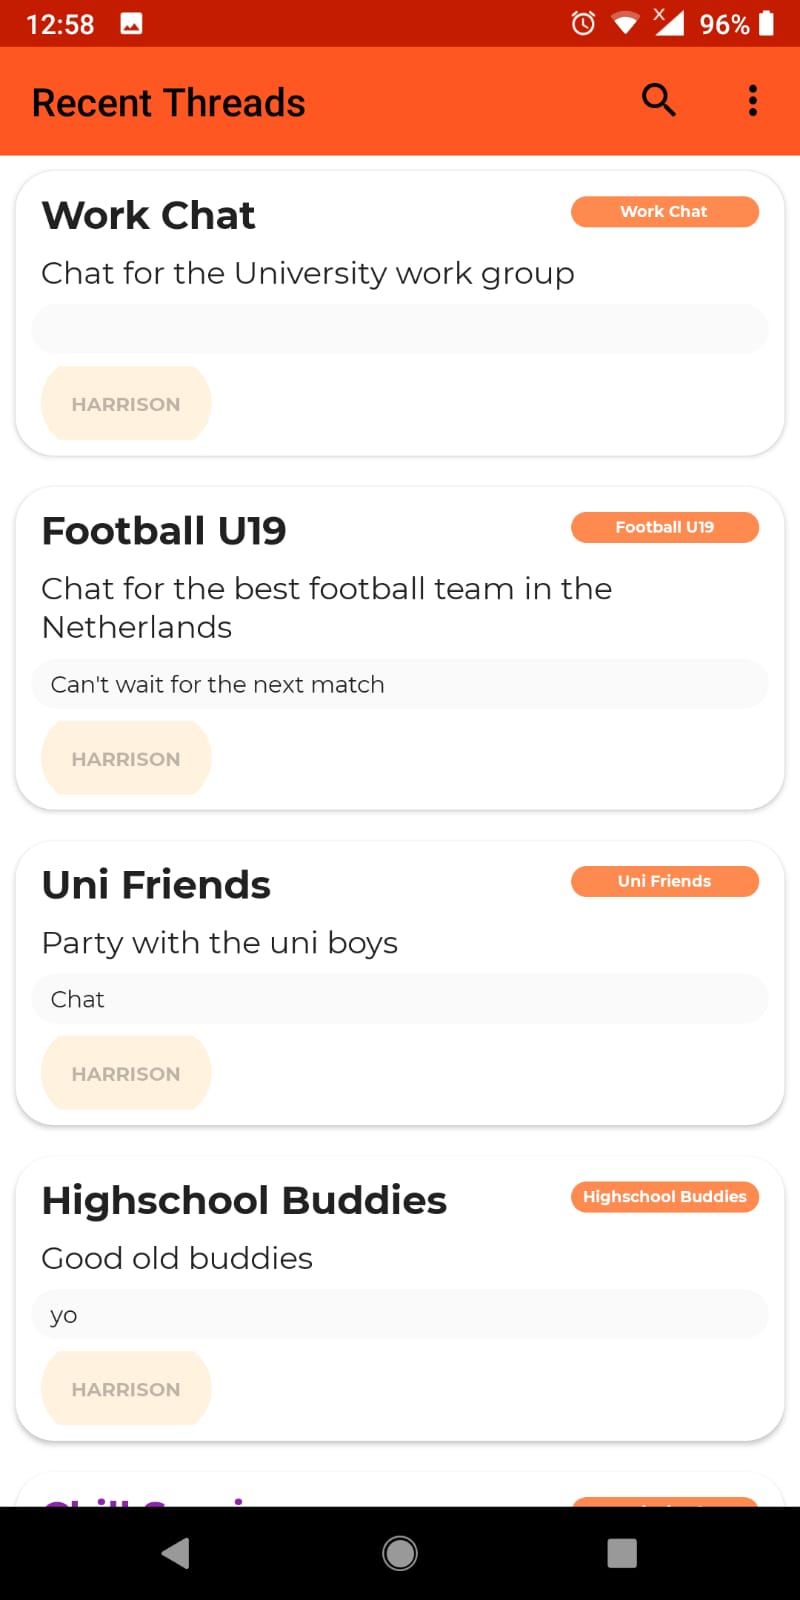 12:58
x
96%
Recent Threads
Work Chat
Work Chat
Chat for the University work group
HARRISON
Football U19
Football U19
Chat for the best football team in the
Netherlands
Can't wait for the next match
HARRISON
Uni Friends
Uni Friends
Party with the uni boys
Chat
HARRISON
Highschool Buddies
Highschool Buddies
Good old buddies
yo
HARRISON